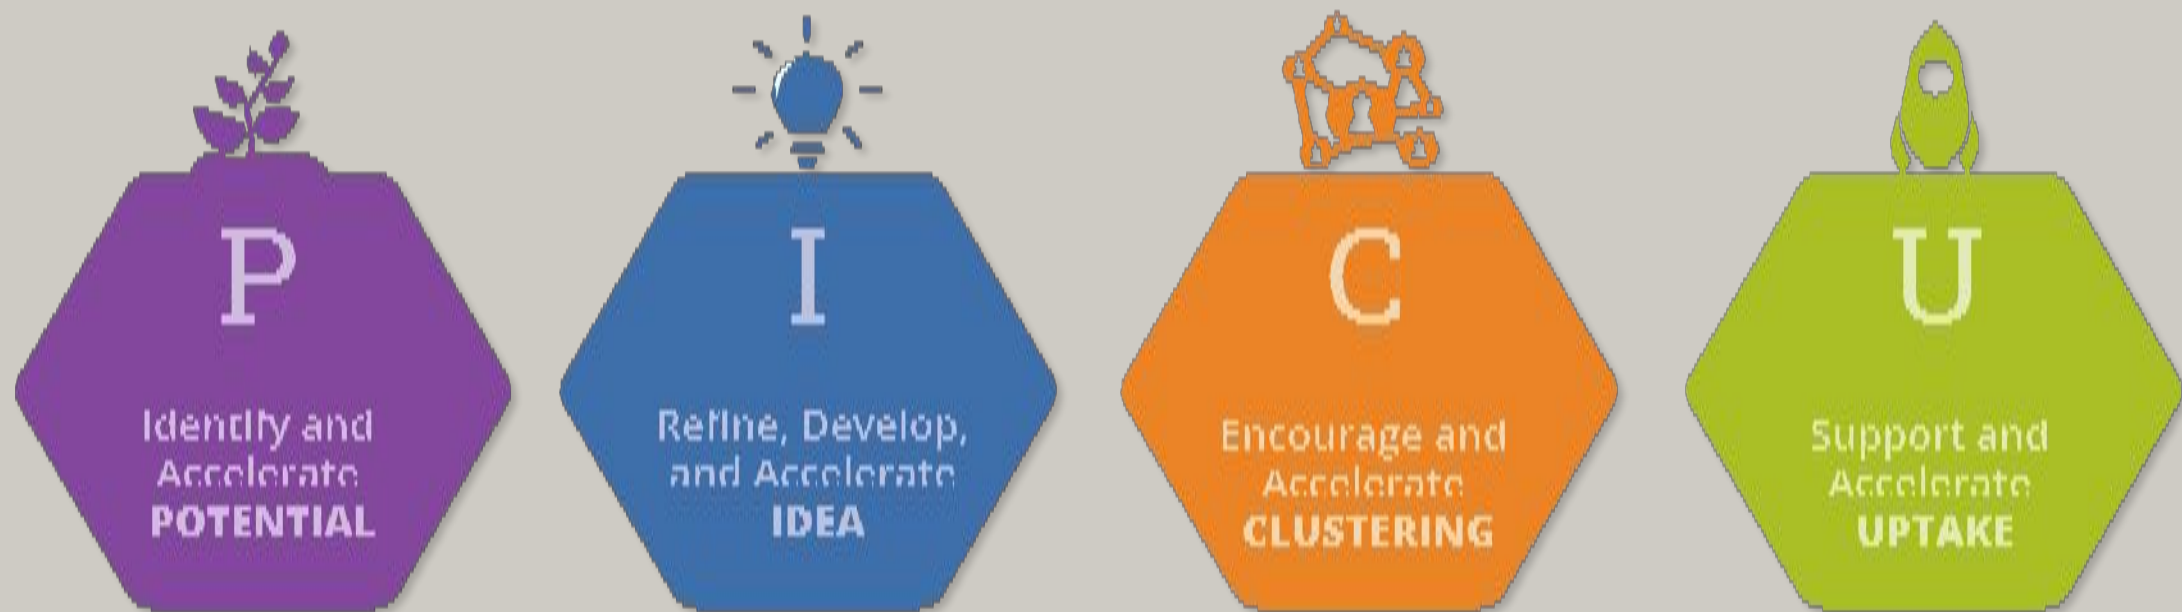 P
Identify and
Accelerate
POTENTIAL
I
Refine, Develop,
and Accelerate
IDEA
C
Encourage and
Accelerate
CLUSTERING
U
Support and
Accelerate
UPTAKE